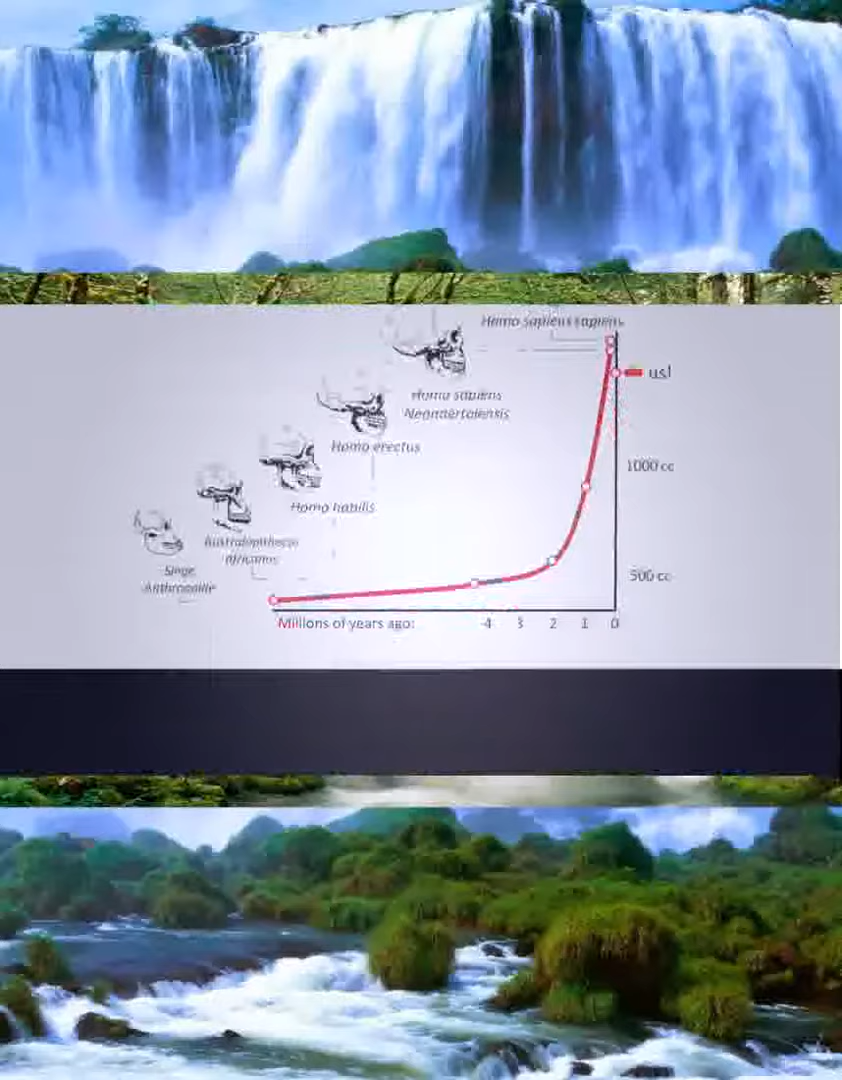 Homo sapiens sapiens
us!
Homo sapiens
Neandertalensis
Homo erectus
1000 cc
Homo habilis
Australopithecus
africanus
500 cc
Singe
Anthropoïde
Millions of years ago:
4 3 2 1 0